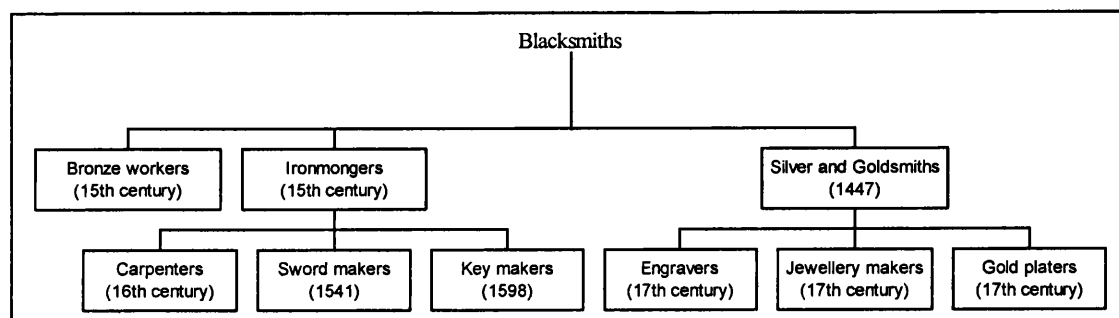 Blacksmiths
Bronze workers
(15th century)
Ironmongers
(15th century)
Silver and Goldsmiths
(1447)
Carpenters
(16th century)
Sword makers
(1541)
Key makers
(1598)
Engravers
(17th century)
Jewellery makers
(17th century)
Gold platers
(17th century)